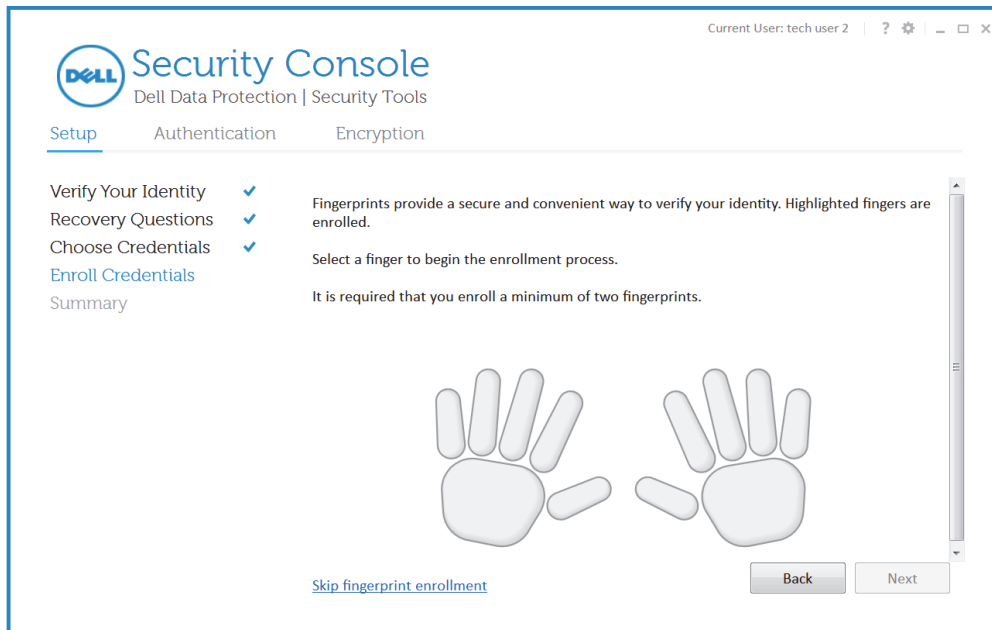 Current User: tech user 2
?
DELL
Security Console
Dell Data Protection | Security Tools
Setup
Authentication
Encryption
Verify Your Identity
Recovery Questions
Choose Credentials
Enroll Credentials
Summary
Fingerprints provide a secure and convenient way to verify your identity. Highlighted fingers are
enrolled.
Select a finger to begin the enrollment process.
It is required that you enroll a minimum of two fingerprints.
Skip fingerprint enrollment
Back
Next